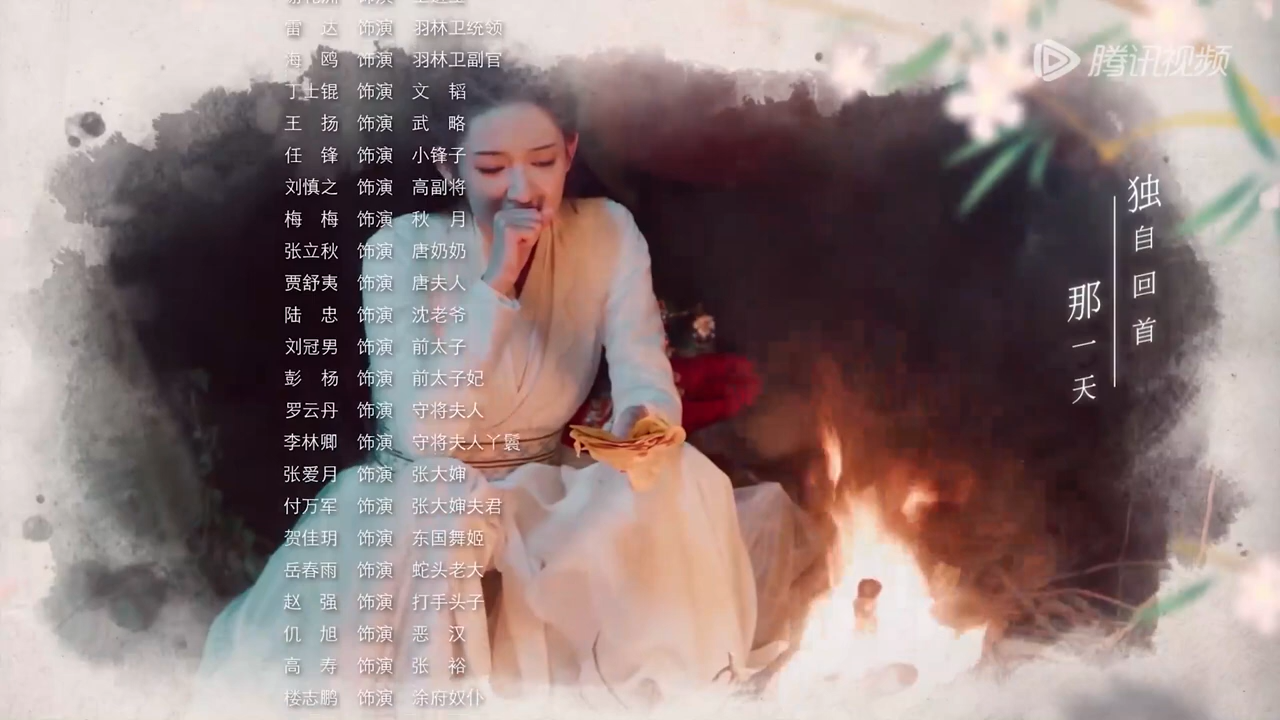 雷 达 饰演 羽林卫统领
海 鸥 饰演 羽林卫副官
丁士锟 饰演 文 韬
王 扬 饰演 武 略
任 锋 饰演 小锋子
刘慎之 饰演 高副将
梅 梅 饰演 秋 月
张立秋 饰演 唐奶奶
贾舒夷 饰演 唐夫人
陆 忠 饰演 沈老爷
刘冠男 饰演 前太子
彭 杨 饰演 前太子妃
罗云丹 饰演 守将夫人
李林卿 饰演 守将夫人丫鬟
张爱月 饰演 张大婶
付万军 饰演 张大婶夫君
贺佳玥 饰演 东国舞姬
岳春雨 饰演 蛇头老大
赵 强 饰演 打手头子
仉 旭 饰演 恶 汉
高 寿 饰演 张 裕
楼志鹏 饰演 涂府奴仆
腾讯视频
独自回首
那一天